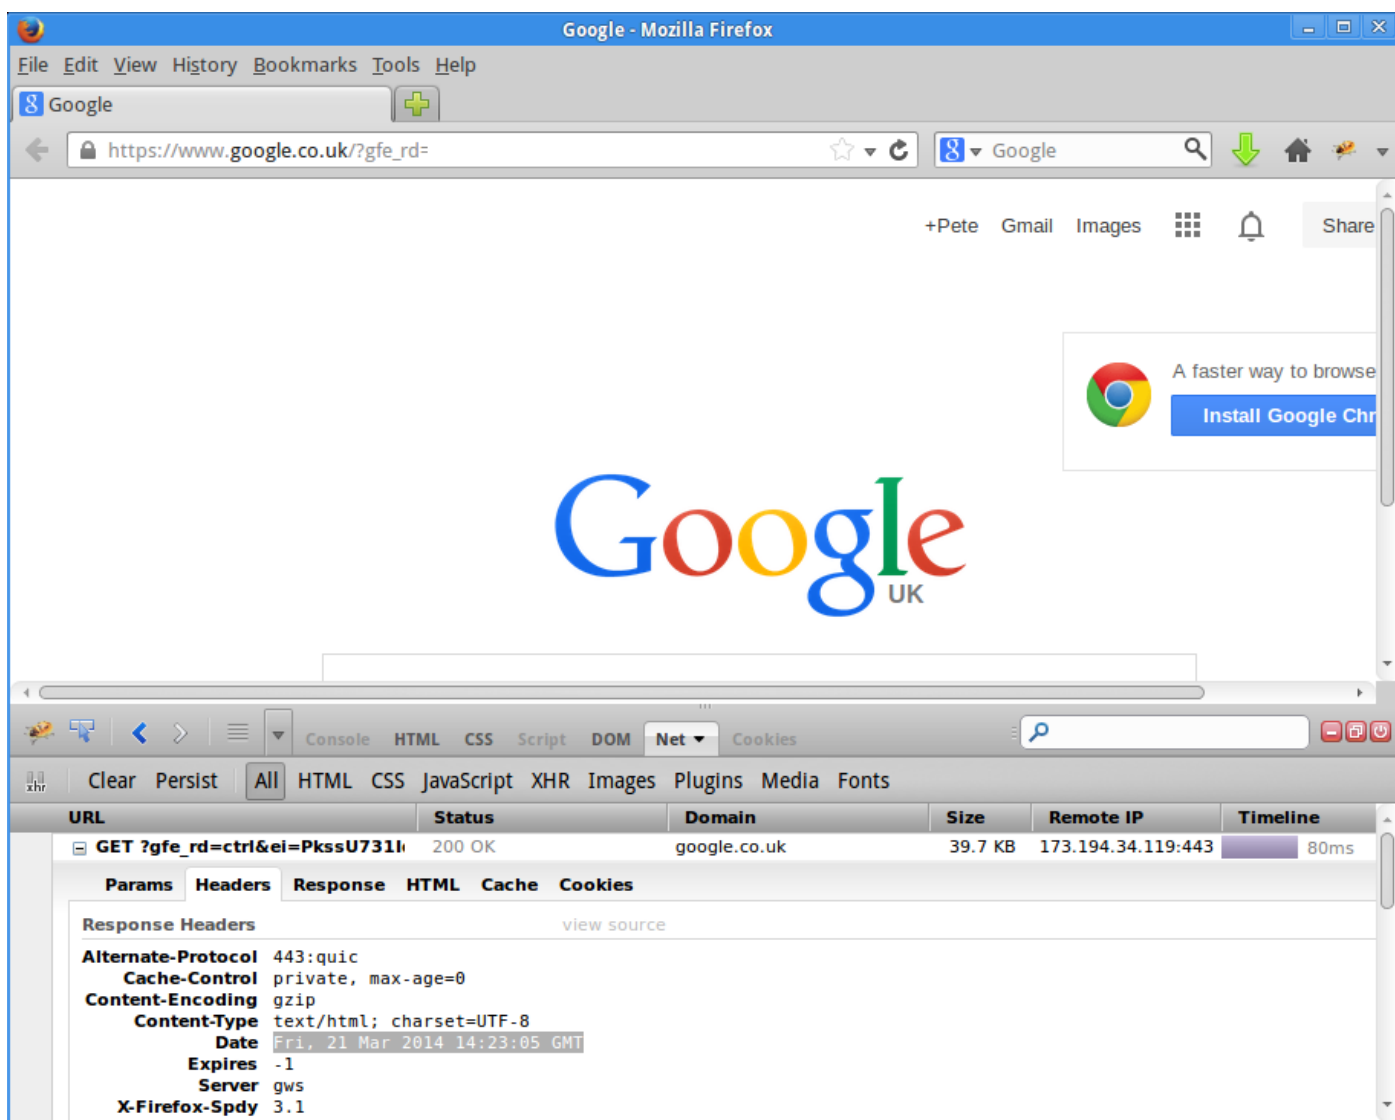 Google - Mozilla Firefox
File Edit View History Bookmarks Tools Help
8 Google
https://www.google.co.uk/?gfe_rd= 8 Google
+Pete Gmail Images Share
A faster way to browse
Install Google Chr
Google
UK
Console HTML CSS Script DOM Net Cookies
xhr Clear Persist All HTML CSS JavaScript XHR Images Plugins Media Fonts
URL Status Domain Size Remote IP Timeline
GET ?gfe_rd=ctrl&ei=PkssU731I 200 OK google.co.uk 39.7 KB 173.194.34.119:443 80ms
Params Headers Response HTML Cache Cookies
Response Headers view source
Alternate-Protocol 443:quic
Cache-Control private, max-age=0
Content-Encoding gzip
Content-Type text/html; charset=UTF-8
Date Fri, 21 Mar 2014 14:23:05 GMT
Expires -1
Server gws
X-Firefox-Spdy 3.1